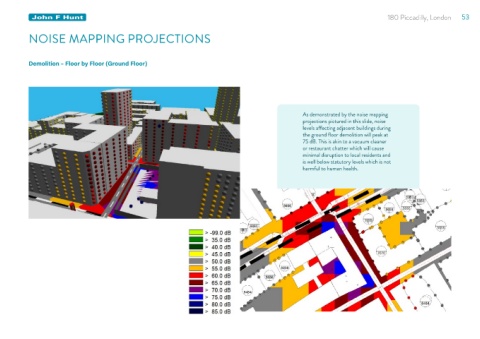 John F Hunt
180 Piccadilly, London 53
NOISE MAPPING PROJECTIONS
Demolition – Floor by Floor (Ground Floor)
As demonstrated by the noise mapping
projections pictured in this slide, noise
levels affecting adjacent buildings during
the ground floor demolition will peak at
75 dB. This is akin to a vacuum cleaner
or restaurant chatter which will cause
minimal disruption to local residents and
is well below statutory levels which is not
harmful to human health.
> -99.0 dB
> 35.0 dB
> 40.0 dB
> 45.0 dB
> 50.0 dB
> 55.0 dB
> 60.0 dB
> 65.0 dB
> 70.0 dB
> 75.0 dB
> 80.0 dB
> 85.0 dB